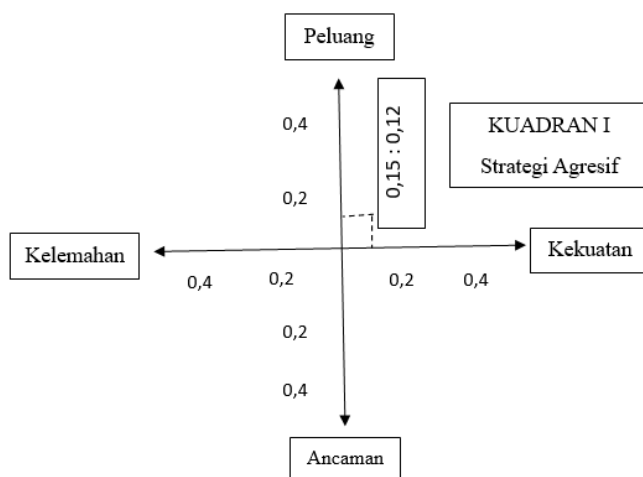 Peluang
0,15 : 0,12
KUADRAN I
Strategi Agresif
0,4
0,2
Kelemahan
Kekuatan
0,4
0,2
0,2
0,4
0,2
0,4
Ancaman